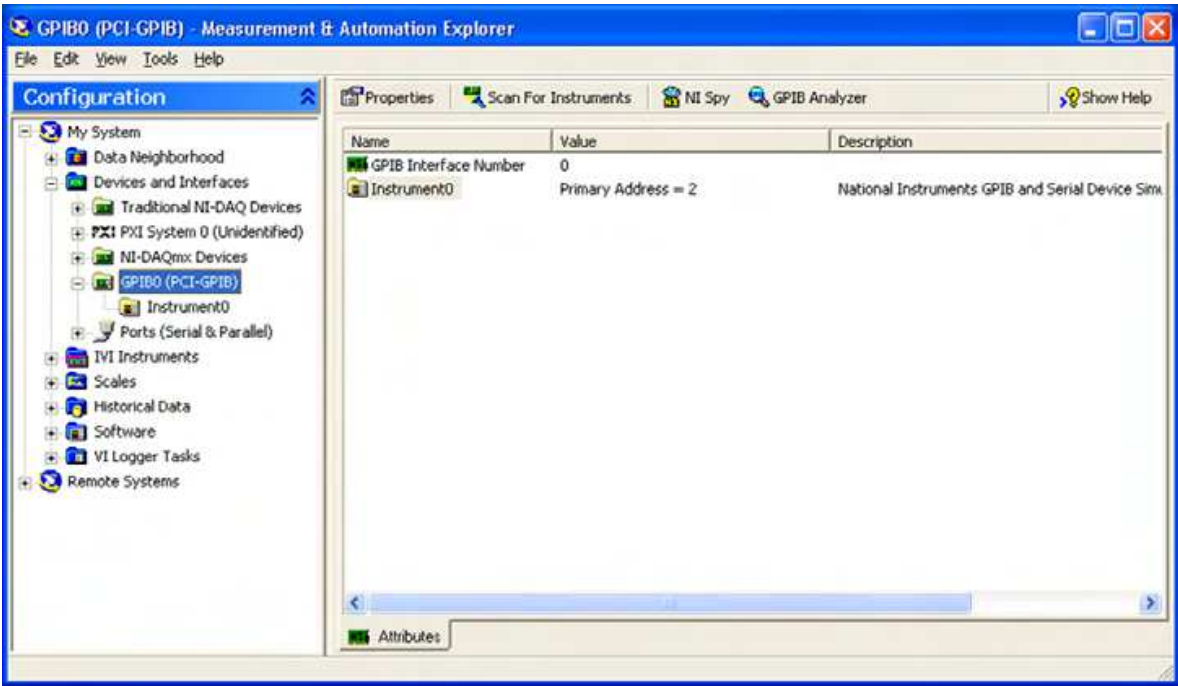 GPIB0 (PCI-GPIB) - Measurement & Automation Explorer
File Edit View Tools Help
Configuration
Properties Scan For Instruments NI Spy GPIB Analyzer Show Help
My System
Data Neighborhood
Devices and Interfaces
Traditional NI-DAQ Devices
PXI PXI System 0 (Unidentified)
NI-DAQmx Devices
GPIB0 (PCI-GPIB)
Instrument0
Ports (Serial & Parallel)
IVI Instruments
Scales
Historical Data
Software
VI Logger Tasks
Remote Systems
Name Value Description
GPIB Interface Number 0
Instrument0 Primary Address = 2 National Instruments GPIB and Serial Device Simu
Attributes